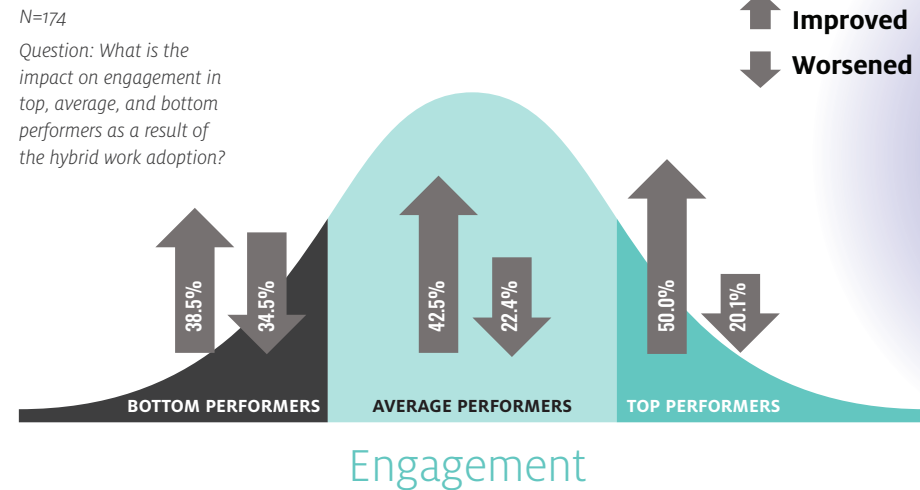 N=174
Question: What is the
impact on engagement in
top, average, and bottom
performers as a result of
the hybrid work adoption?
Improved
Worsened
38.5%
34.5%
42.5%
22.4%
50.0%
20.1%
BOTTOM PERFORMERS
AVERAGE PERFORMERS
TOP PERFORMERS
Engagement